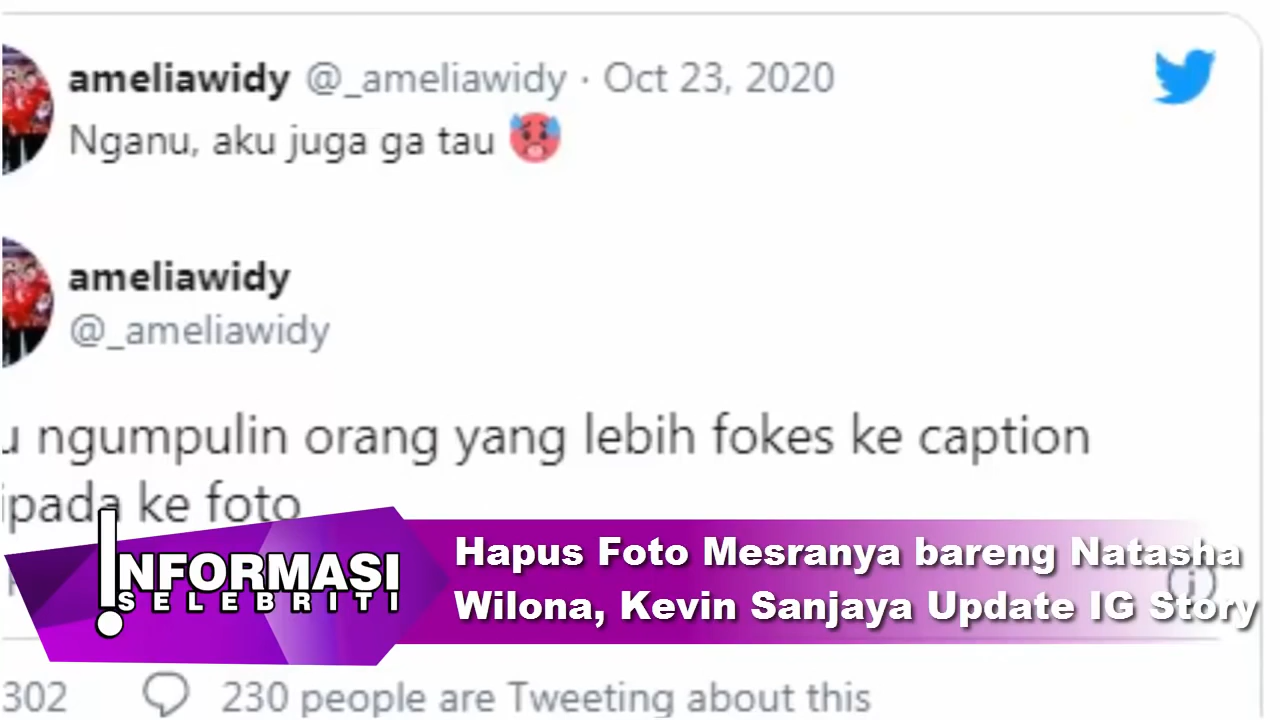 ameliawidy @_ameliawidy · Oct 23, 2020
Nganu, aku juga ga tau 🥵
ameliawidy
@_ameliawidy
ngumpulin orang yang lebih fokes ke caption
ke foto
INFORMASI
SELEBRITI
Hapus Foto Mesranya bareng Natasha
Wilona, Kevin Sanjaya Update IG Story
302
230 people are Tweeting about this